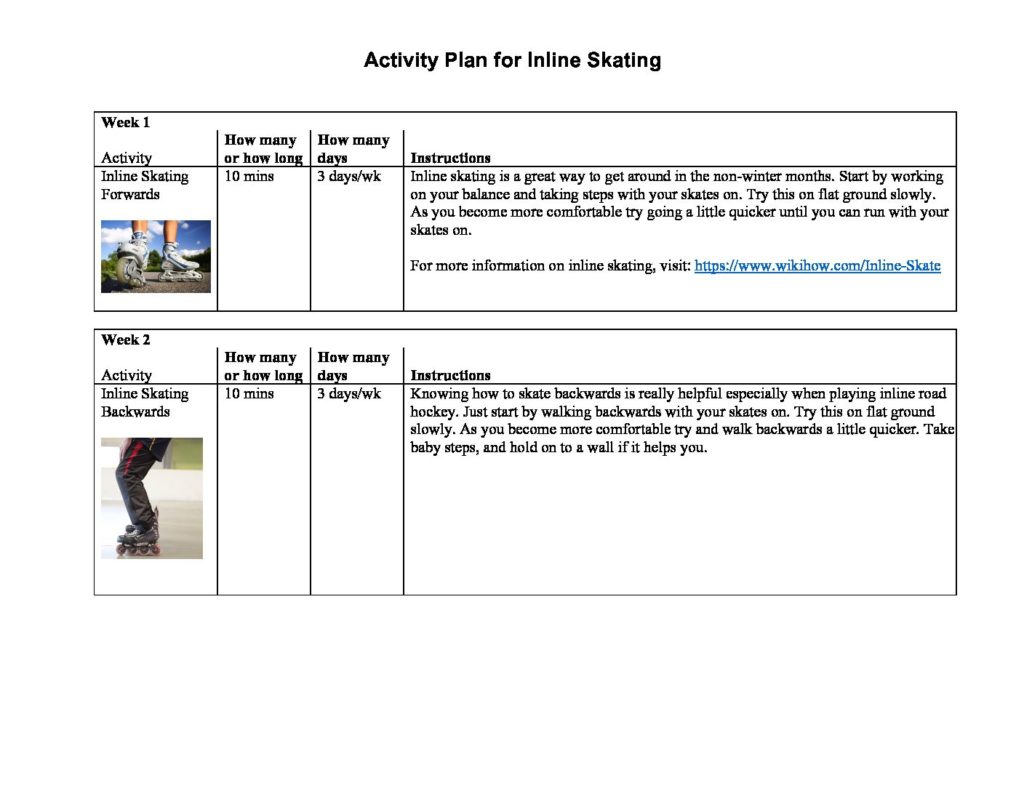 Activity Plan for Inline Skating
Week 1
Activity
How many
or how long
How many
days
Instructions
Inline Skating
Forwards
10 mins
3 days/wk
Inline skating is a great way to get around in the non-winter months. Start by working
on your balance and taking steps with your skates on. Try this on flat ground slowly.
As you become more comfortable try going a little quicker until you can run with your
skates on.
For more information on inline skating, visit: https://www.wikihow.com/Inline-Skate
Week 2
Activity
How many
or how long
How many
days
Instructions
Inline Skating
Backwards
10 mins
3 days/wk
Knowing how to skate backwards is really helpful especially when playing inline road
hockey. Just start by walking backwards with your skates on. Try this on flat ground
slowly. As you become more comfortable try and walk backwards a little quicker. Take
baby steps, and hold on to a wall if it helps you.